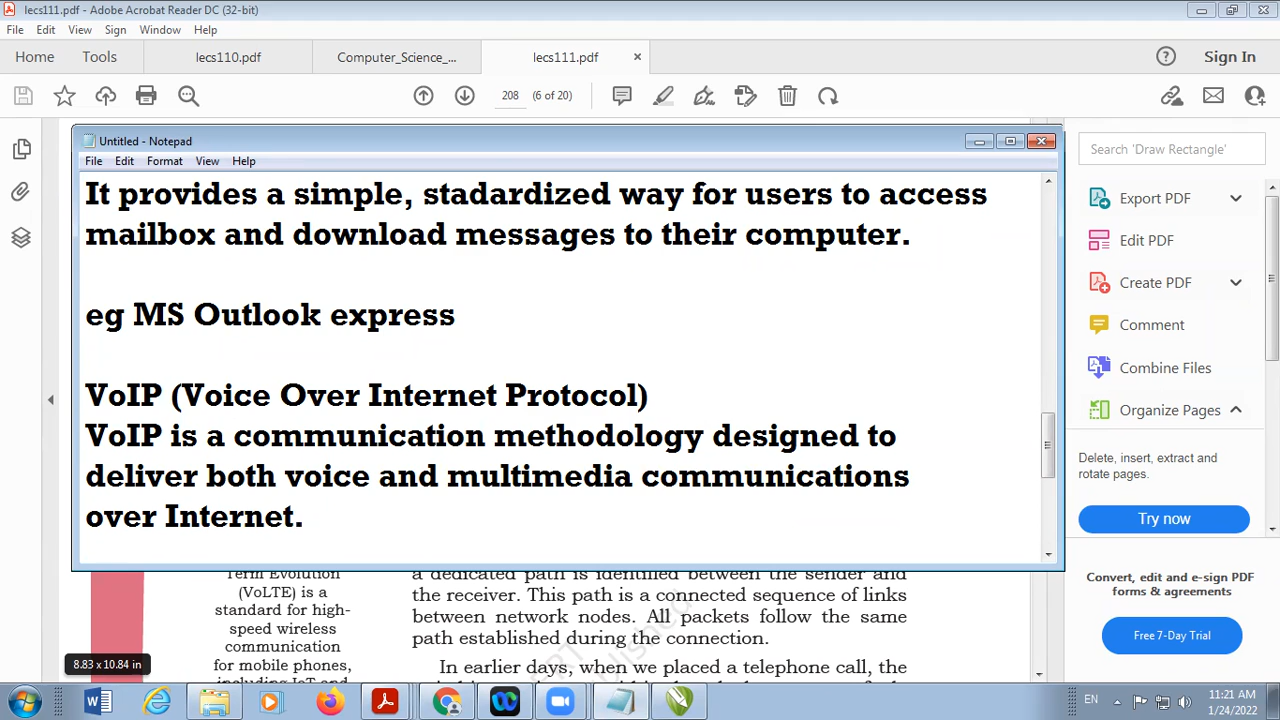 lecs111.pdf - Adobe Acrobat Reader DC (32-bit)
File Edit View Sign Window Help
Home Tools lecs110.pdf Computer_Science_... lecs111.pdf × Sign In
208 (6 of 20)
Untitled - Notepad
File Edit Format View Help
It provides a simple, stadardized way for users to access
mailbox and download messages to their computer.
eg MS Outlook express
VoIP (Voice Over Internet Protocol)
VoIP is a communication methodology designed to
deliver both voice and multimedia communications
over Internet.
Search 'Draw Rectangle'
Export PDF
Edit PDF
Create PDF
Comment
Combine Files
Organize Pages
Delete, insert, extract and
rotate pages.
Try now
Convert, edit and e-sign PDF
forms & agreements
Free 7-Day Trial
Term Evolution
(VoLTE) is a
standard for high-
speed wireless
communication
for mobile phones,
including IoT and
a dedicated path is identified between the sender and
the receiver. This path is a connected sequence of links
between network nodes. All packets follow the same
path established during the connection.
In earlier days, when we placed a telephone call, the
8.83 x 10.84 in
EN
11:21 AM
1/24/2022